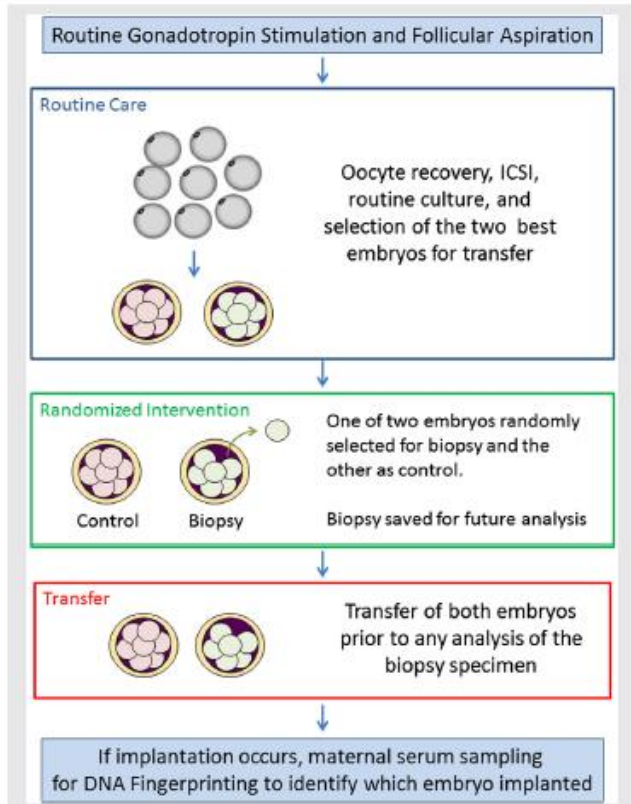 Routine Gonadotropin Stimulation and Follicular Aspiration
Routine Care
Oocyte recovery, ICSI,
routine culture, and
selection of the two best
embryos for transfer
Randomized Intervention
One of two embryos randomly
selected for biopsy and the
other as control.
Control
Biopsy
Biopsy saved for future analysis
Transfer
Transfer of both embryos
prior to any analysis of the
biopsy specimen
If implantation occurs, maternal serum sampling
for DNA Fingerprinting to identify which embryo implanted